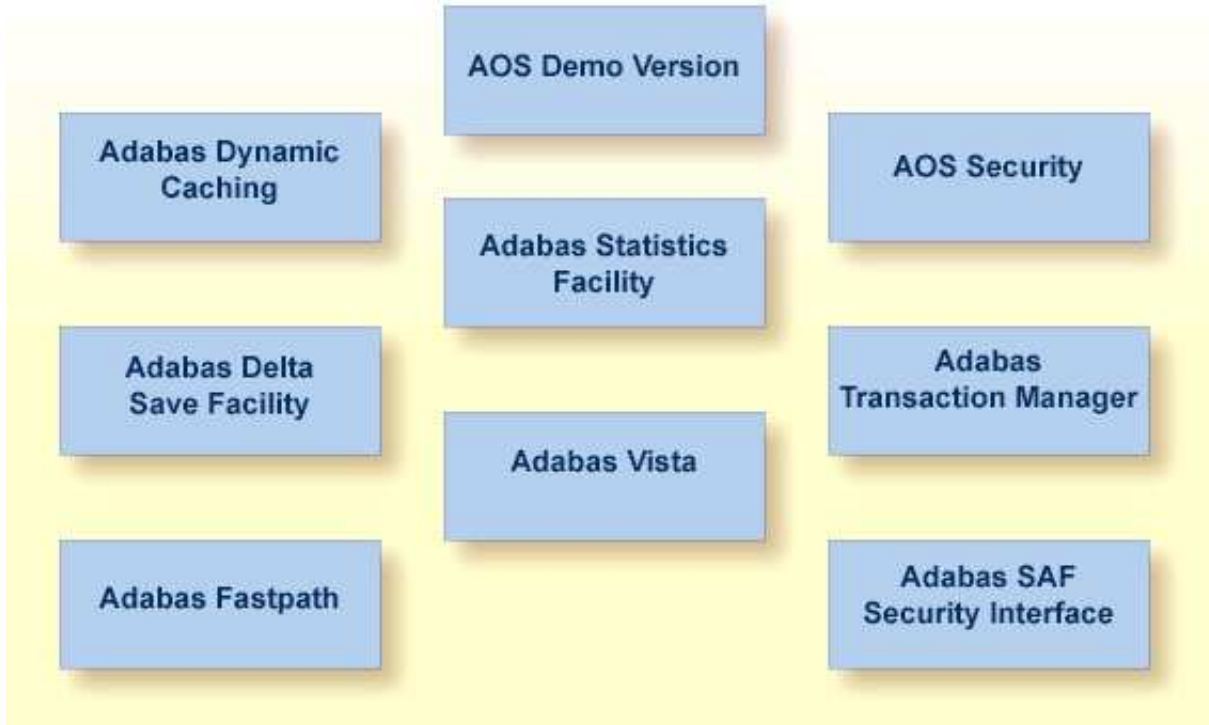 AOS Demo Version
Adabas Dynamic
Caching
AOS Security
Adabas Statistics
Facility
Adabas Delta
Save Facility
Adabas
Transaction Manager
Adabas Vista
Adabas Fastpath
Adabas SAF
Security Interface